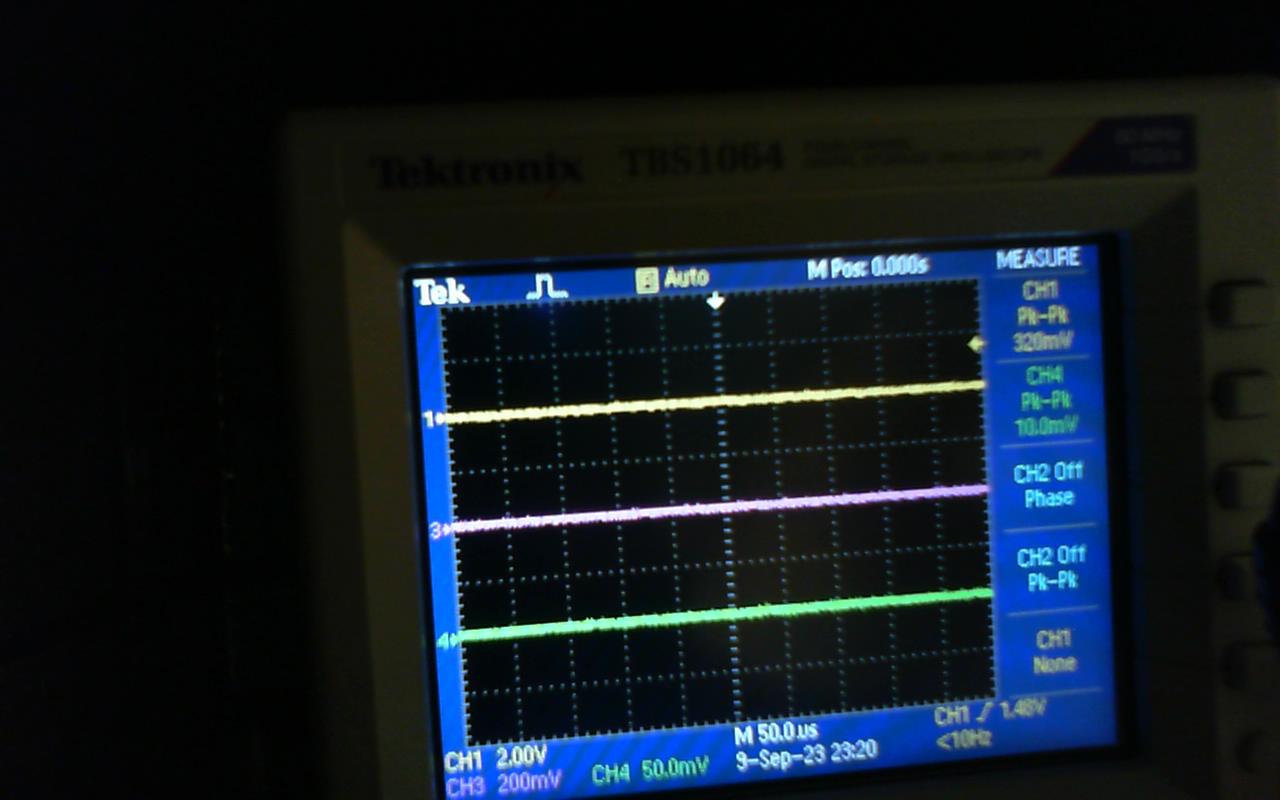 Tektronix TBS1064
Tek Auto M Pos: 0.000s MEASURE
CH1
Pk-Pk
320mV
CH4
Pk-Pk
10.0mV
CH2 Off
Phase
CH2 Off
Pk-Pk
CH1
None
1
3
4
CH1 2.00V M 50.0us CH1 1.48V
CH3 200mV CH4 50.0mV 9-Sep-23 23:20 <10Hz